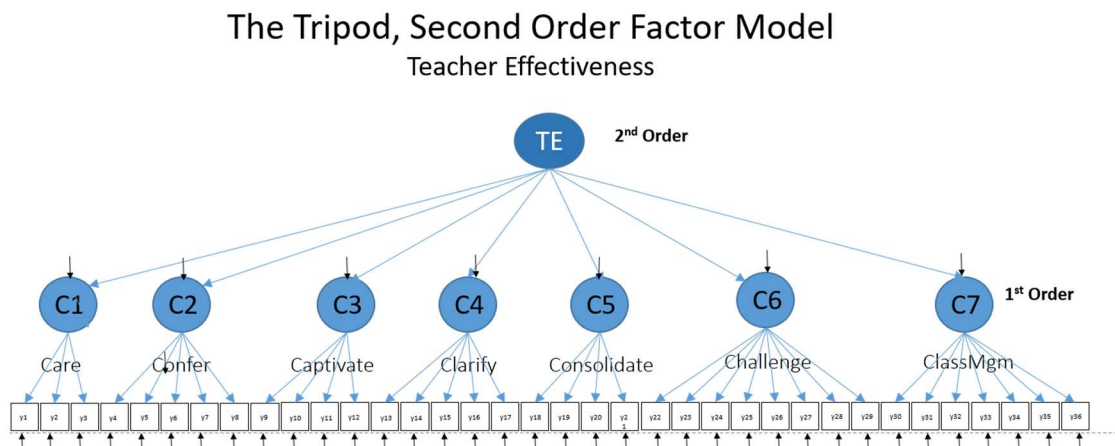 The Tripod, Second Order Factor Model
Teacher Effectiveness
TE
2nd Order
C1 C2 C3 C4 C5 C6 C7
1st Order
Care Confer Captivate Clarify Consolidate Challenge ClassMgm
y1 y2 y3 y4 y5 y6 y7 y8 y9 y10 y11 y12 y13 y14 y15 y16 y17 y18 y19 y20 y21 y22 y23 y24 y25 y26 y27 y28 y29 y30 y31 y32 y33 y34 y35 y36